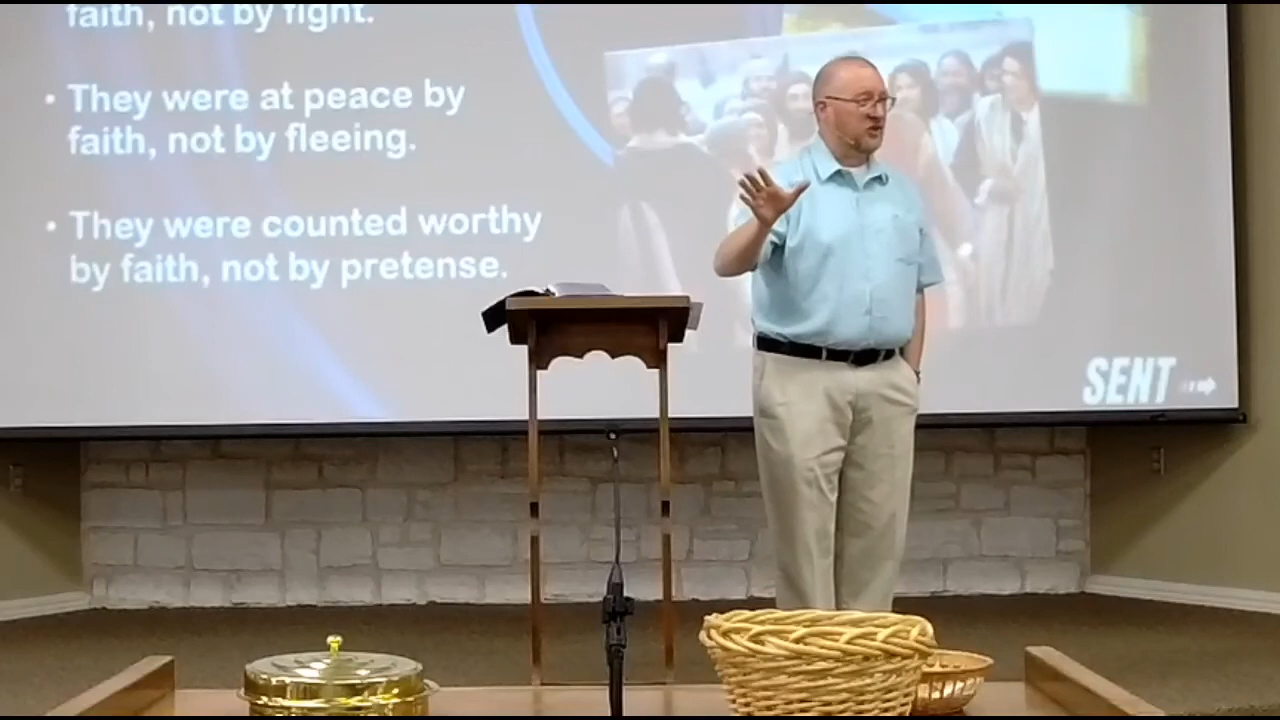 faith, not by fight.
• They were at peace by
faith, not by fleeing.
• They were counted worthy
by faith, not by pretense.
SENT